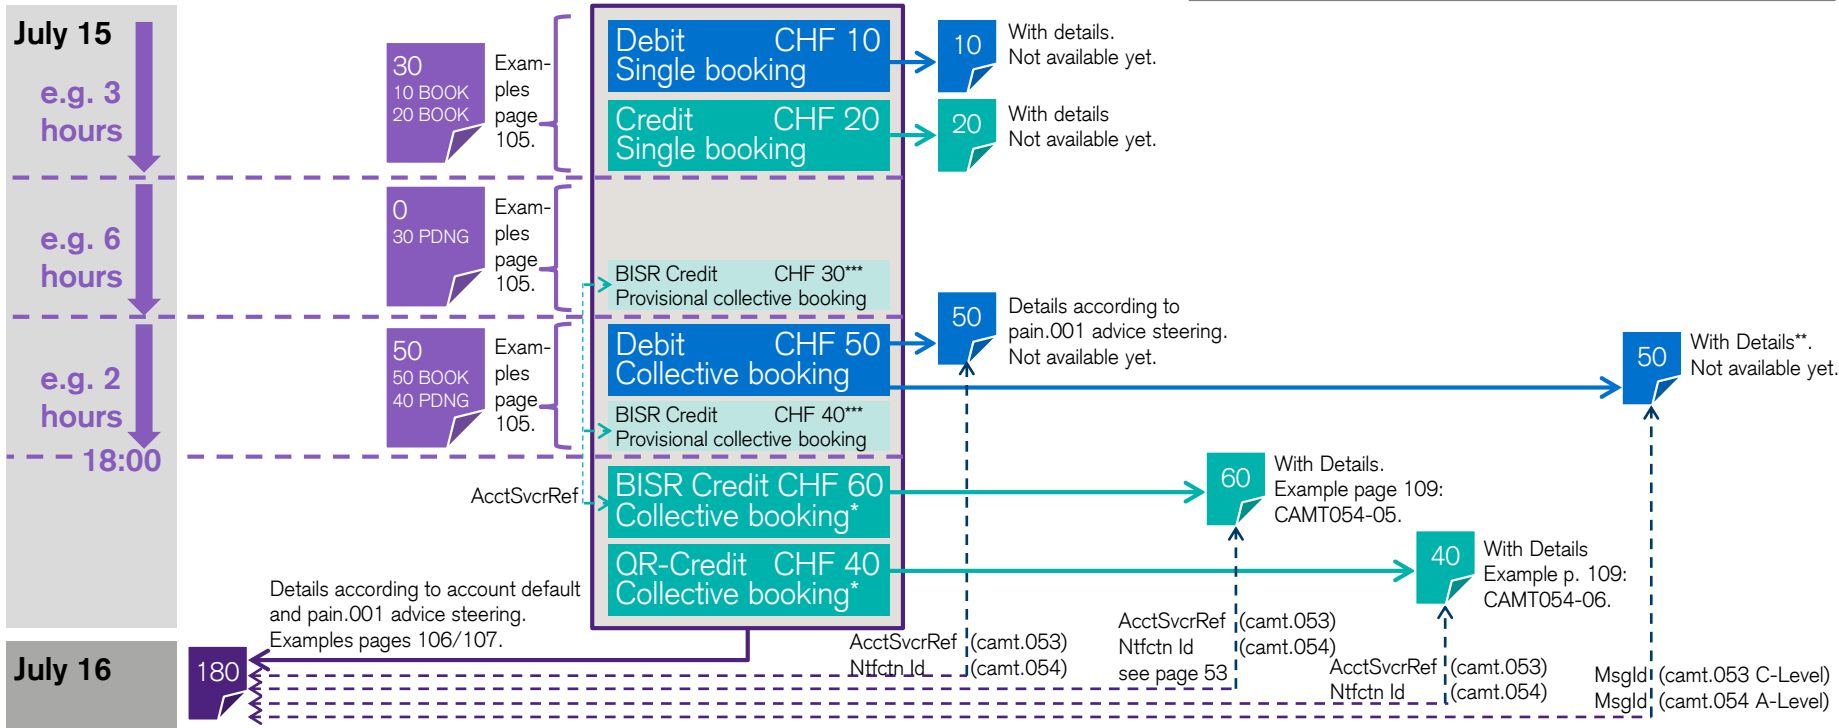 July 15
e.g. 3
hours
e.g. 6
hours
e.g. 2
hours
18:00
30
10 BOOK
20 BOOK
Exam-
ples
page
105.
0
30 PDNG
Exam-
ples
page
105.
50
50 BOOK
40 PDNG
Exam-
ples
page
105.
Debit CHF 10
Single booking
10
With details.
Not available yet.
Credit CHF 20
Single booking
20
With details
Not available yet.
BISR Credit CHF 30***
Provisional collective booking
Debit CHF 50
Collective booking
50
Details according to
pain.001 advice steering.
Not available yet.
50
With Details**.
Not available yet.
BISR Credit CHF 40***
Provisional collective booking
AcctSvcrRef
BISR Credit CHF 60
Collective booking*
60
With Details.
Example page 109:
CAMT054-05.
QR-Credit CHF 40
Collective booking*
40
With Details
Example p. 109:
CAMT054-06.
Details according to account default
and pain.001 advice steering.
Examples pages 106/107.
July 16
180
AcctSvcrRef (camt.053)
Ntfctn Id (camt.054)
AcctSvcrRef (camt.053)
Ntfctn Id (camt.054)
see page 53
AcctSvcrRef (camt.053)
Ntfctn Id (camt.054)
MsgId (camt.053 C-Level)
MsgId (camt.054 A-Level)